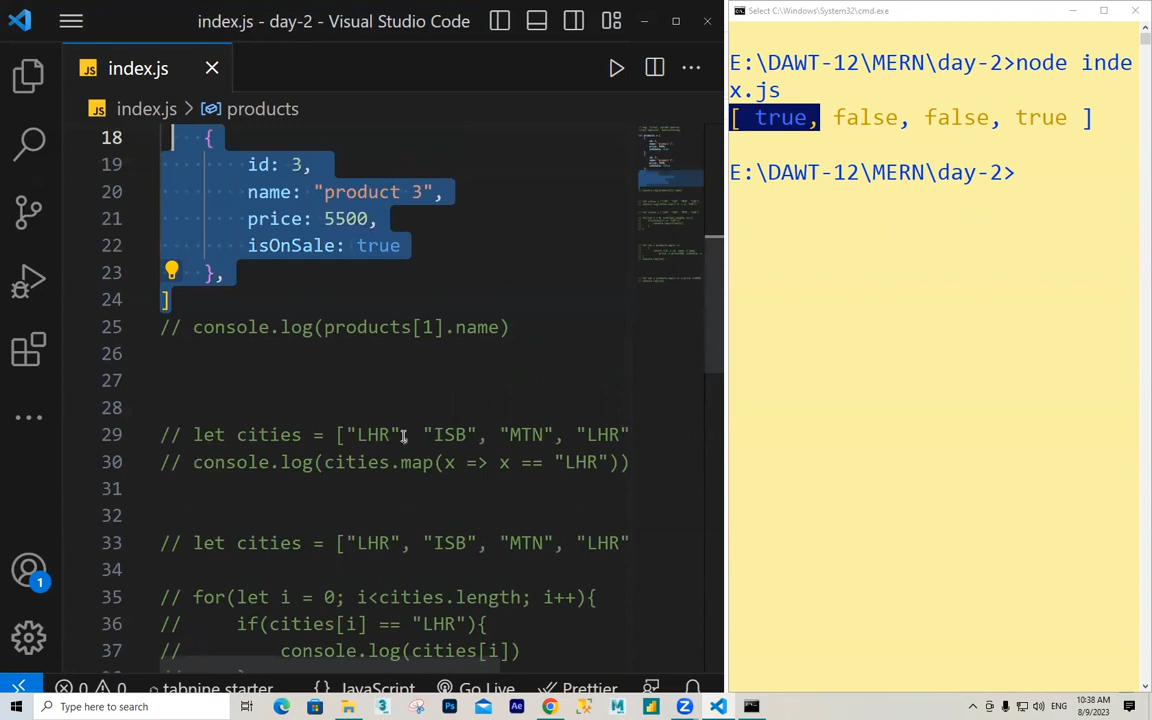 index.js - day-2 - Visual Studio Code
index.js
index.js > products
18 {
19 id: 3,
20 name: "product 3",
21 price: 5500,
22 isOnSale: true
23 },
24 ]
25 // console.log(products[1].name)
26
27
28
29 // let cities = ["LHR", "ISB", "MTN", "LHR"
30 // console.log(cities.map(x => x == "LHR"))
31
32
33 // let cities = ["LHR", "ISB", "MTN", "LHR"
34
35 // for(let i = 0; i<cities.length; i++){
36 // if(cities[i] == "LHR"){
37 // console.log(cities[i])
1
0 0 tabnine starter {} JavaScript Go Live Prettier
Select C:\Windows\System32\cmd.exe
E:\DAWT-12\MERN\day-2>node inde
x.js
[ true, false, false, true ]
E:\DAWT-12\MERN\day-2>
Type here to search
ENG
10:38 AM
8/9/2023